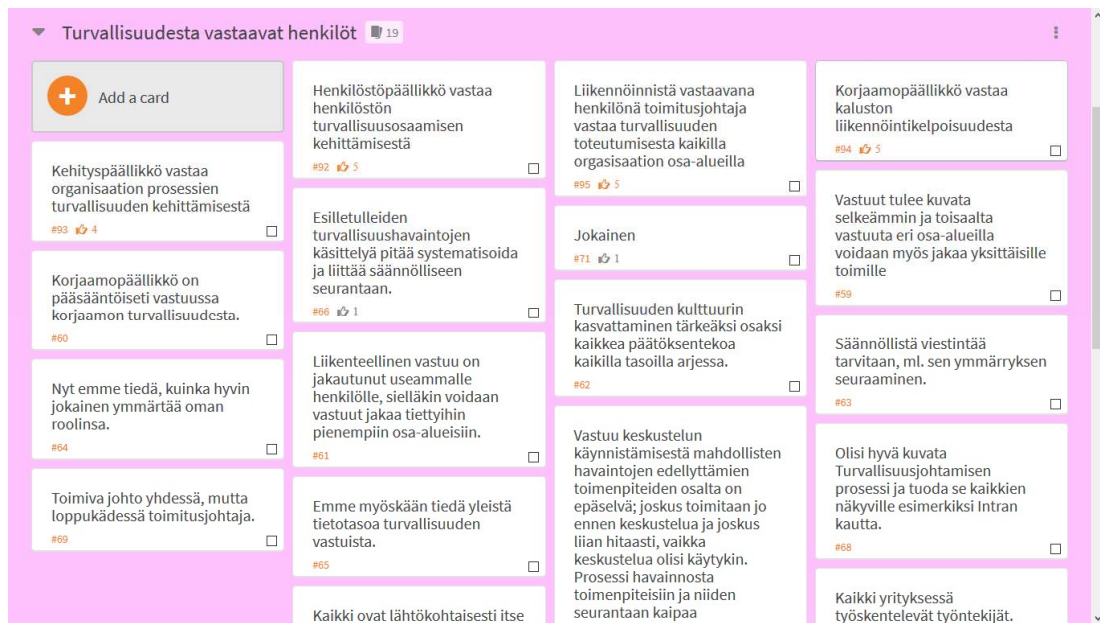 Turvallisuudesta vastaavat henkilöt 19
Add a card
Kehityspäällikkö vastaa
organisaation prosessien
turvallisuuden kehittämisestä
#93 4
Korjaamopäällikkö on
pääsääntöiseti vastuussa
korjaamon turvallisuudesta.
#60
Nyt emme tiedä, kuinka hyvin
jokainen ymmärtää oman
roolinsa.
#64
Toimiva johto yhdessä, mutta
loppukädessä toimitusjohtaja.
#69
Henkilöstöpäällikkö vastaa
henkilöstön
turvallisuusosaamisen
kehittämisestä
#92 5
Esilletulleiden
turvallisuushavaintojen
käsittelyä pitää systematisoida
ja liittää säännölliseen
seurantaan.
#66 1
Liikenteellinen vastuu on
jakautunut useammalle
henkilölle, sielläkin voidaan
vastuut jakaa tiettyihin
pienempiin osa-alueisiin.
#61
Emme myöskään tiedä yleistä
tietotasoa turvallisuuden
vastuista.
#65
Kaikki ovat lähtökohtaisesti itse
Liikennöinnistä vastaavana
henkilönä toimitusjohtaja
vastaa turvallisuuden
toteutumisesta kaikilla
orgasisaation osa-alueilla
#95 5
Jokainen
#71 1
Turvallisuuden kulttuurin
kasvattaminen tärkeäksi osaksi
kaikkea päätöksentekoa
kaikilla tasoilla arjessa.
#62
Vastuu keskustelun
käynnistämisestä mahdollisten
havaintojen edellyttämien
toimenpiteiden osalta on
epäselvä; joskus toimitaan jo
ennen keskustelua ja joskus
liian hitaasti, vaikka
keskustelua olisi käytykin.
Prosessi havainnosta
toimenpiteisiin ja niiden
seurantaan kaipaa
Korjaamopäällikkö vastaa
kaluston
liikennöintikelpoisuudesta
#94 5
Vastuut tulee kuvata
selkeämmin ja toisaalta
vastuuta eri osa-alueilla
voidaan myös jakaa yksittäisille
toimille
#59
Säännöllistä viestintää
tarvitaan, ml. sen ymmärryksen
seuraaminen.
#63
Olisi hyvä kuvata
Turvallisuusjohtamisen
prosessi ja tuoda se kaikkien
näkyville esimerkiksi Intran
kautta.
#68
Kaikki yrityksessä
työskentelevät työntekijät.